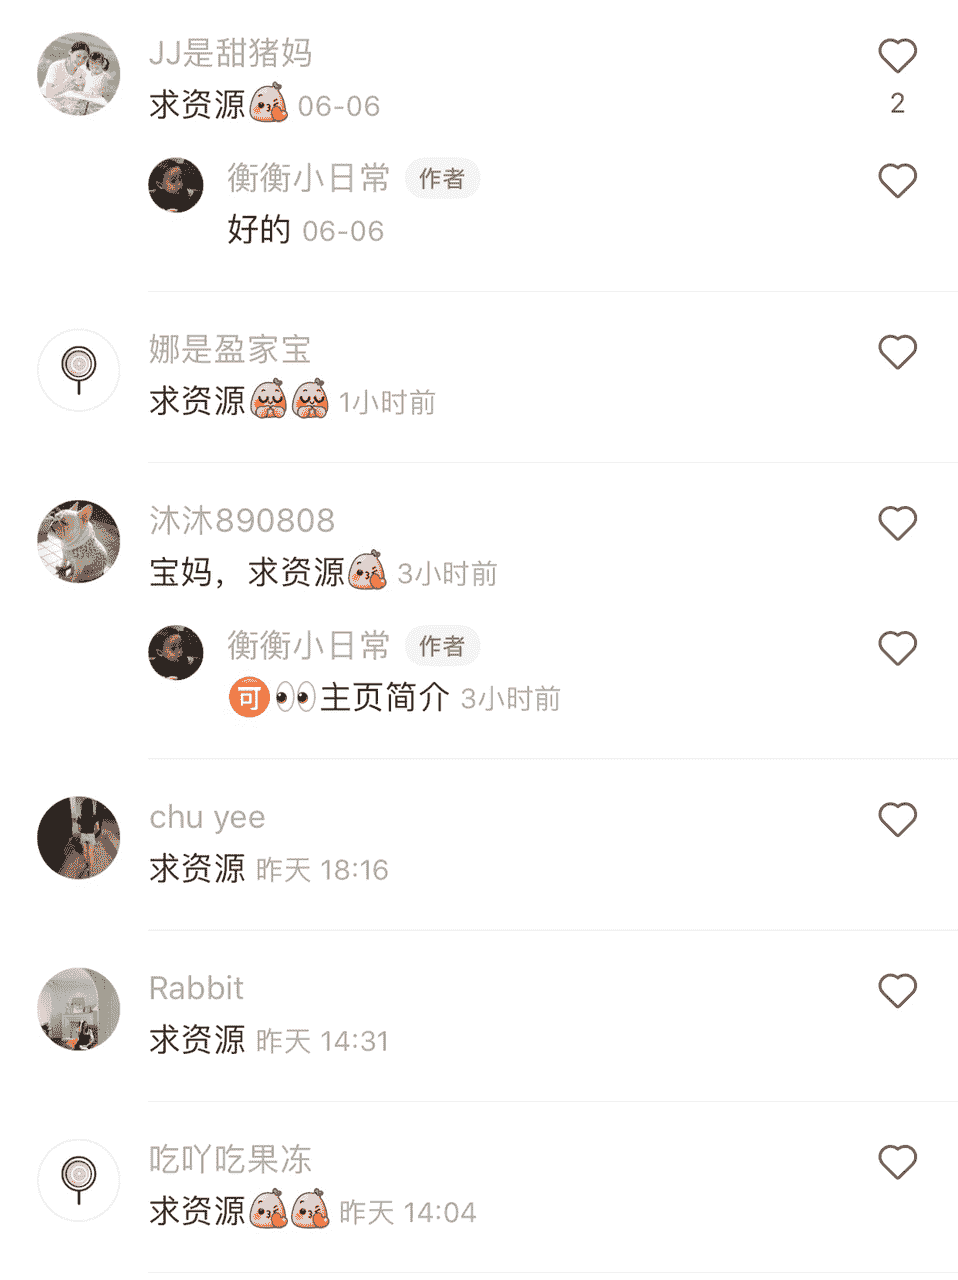 JJ是甜猪妈
求资源 06-06
2
衡衡小日常 作者
好的 06-06
娜是盈家宝
求资源 1小时前
沐沐890808
宝妈，求资源 3小时前
衡衡小日常 作者
可👀主页简介 3小时前
chu yee
求资源 昨天 18:16
Rabbit
求资源 昨天 14:31
吃吖吃果冻
求资源 昨天 14:04